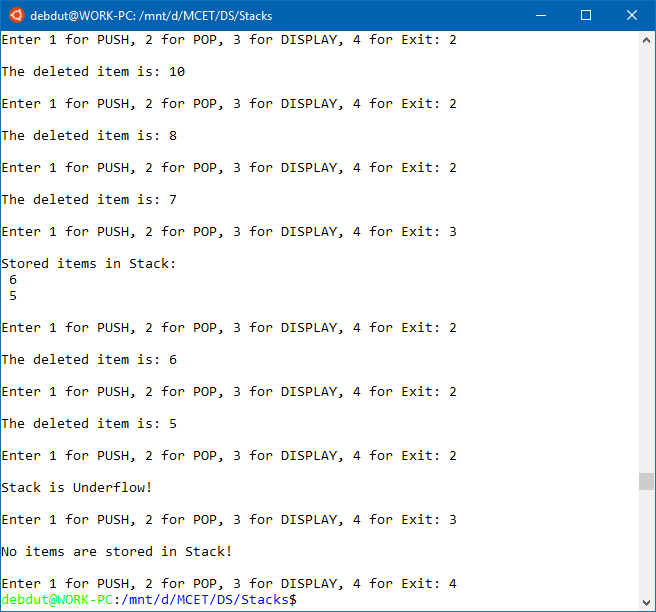 debdut@WORK-PC: /mnt/d/MCET/DS/Stacks
Enter 1 for PUSH, 2 for POP, 3 for DISPLAY, 4 for Exit: 2
The deleted item is: 10
Enter 1 for PUSH, 2 for POP, 3 for DISPLAY, 4 for Exit: 2
The deleted item is: 8
Enter 1 for PUSH, 2 for POP, 3 for DISPLAY, 4 for Exit: 2
The deleted item is: 7
Enter 1 for PUSH, 2 for POP, 3 for DISPLAY, 4 for Exit: 3
Stored items in Stack:
6
5
Enter 1 for PUSH, 2 for POP, 3 for DISPLAY, 4 for Exit: 2
The deleted item is: 6
Enter 1 for PUSH, 2 for POP, 3 for DISPLAY, 4 for Exit: 2
The deleted item is: 5
Enter 1 for PUSH, 2 for POP, 3 for DISPLAY, 4 for Exit: 2
Stack is Underflow!
Enter 1 for PUSH, 2 for POP, 3 for DISPLAY, 4 for Exit: 3
No items are stored in Stack!
Enter 1 for PUSH, 2 for POP, 3 for DISPLAY, 4 for Exit: 4
debdut@WORK-PC:/mnt/d/MCET/DS/Stacks$